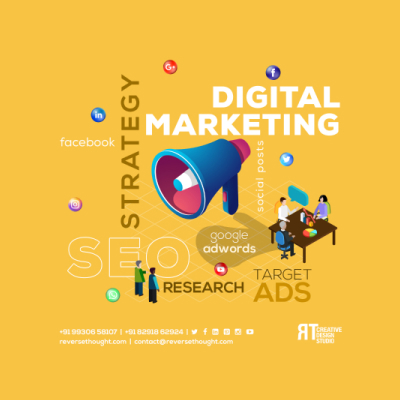 DIGITAL
MARKETING
STRATEGY
facebook
social posts
google
adwords
SEO
RESEARCH
TARGET
ADS
+91 99306 58107 | +91 82918 62924 |
reversethought.com | contact@reversethought.com
RT CREATIVE
DESIGN
STUDIO